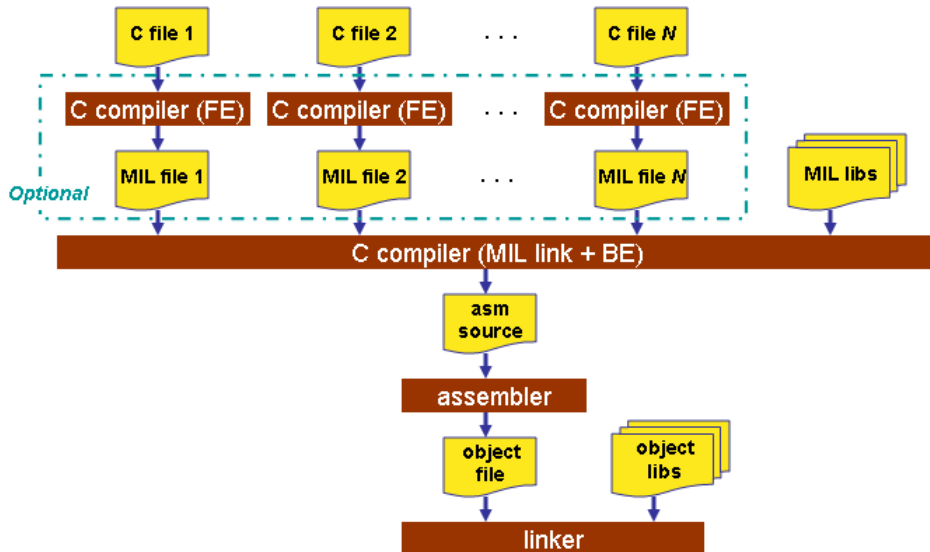 C file 1
C file 2
. . .
C file N
C compiler (FE)
C compiler (FE)
. . .
C compiler (FE)
MIL file 1
MIL file 2
. . .
MIL file N
MIL libs
Optional
C compiler (MIL link + BE)
asm
source
assembler
object
file
object
libs
linker